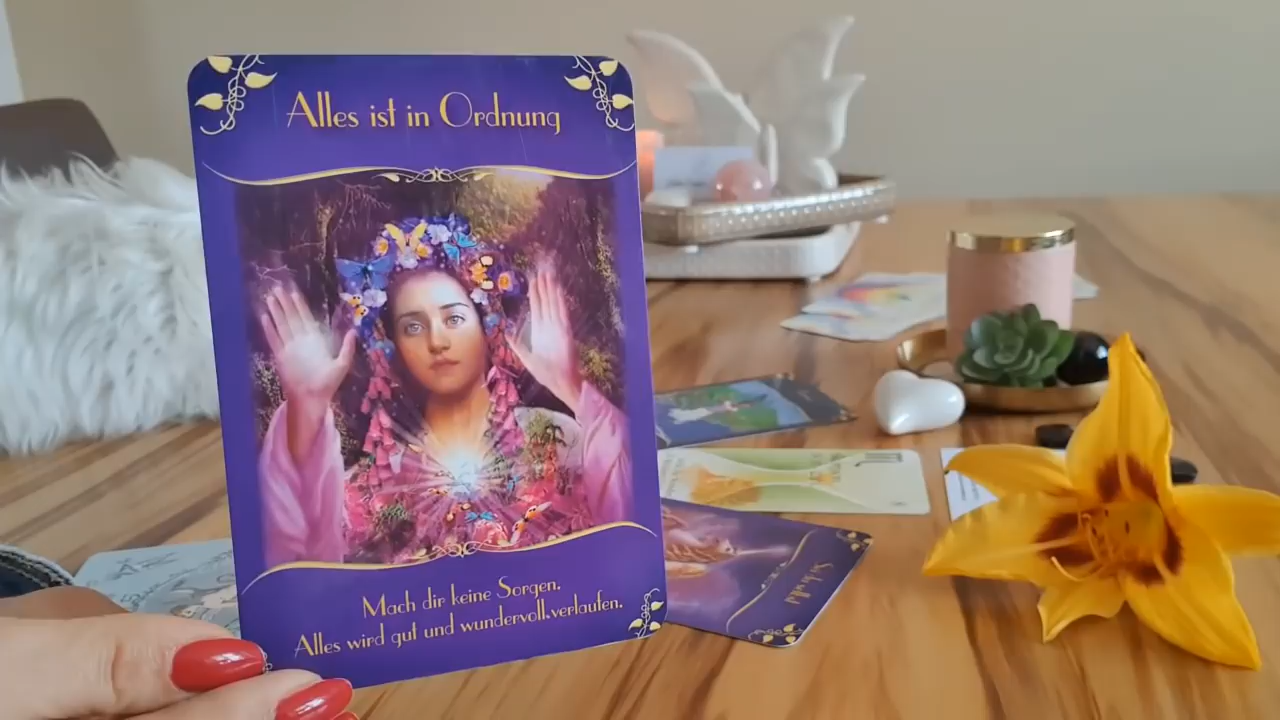 Alles ist in Ordnung
Mach dir keine Sorgen.
Alles wird gut und wundervoll verlaufen.